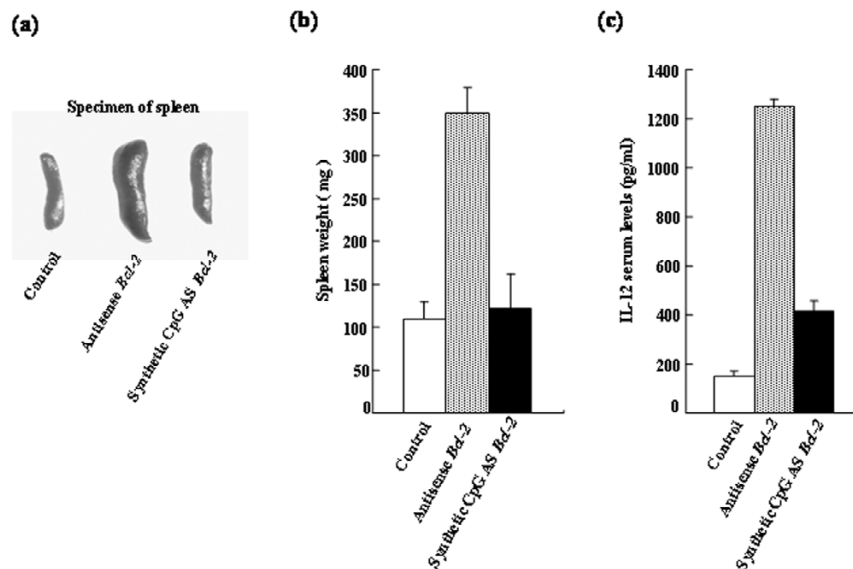 (a)
Specimen of spleen
Control
Antisense Bcl-2
Synthetic CpG AS Bcl-2
(b)
Spleen weight ( mg )
400
350
300
250
200
150
100
50
0
Control
Antisense Bcl-2
Synthetic CpG AS Bcl-2
(c)
IL-12 serum levels (pg/ml)
1400
1200
1000
800
600
400
200
0
Control
Antisense Bcl-2
Synthetic CpG AS Bcl-2